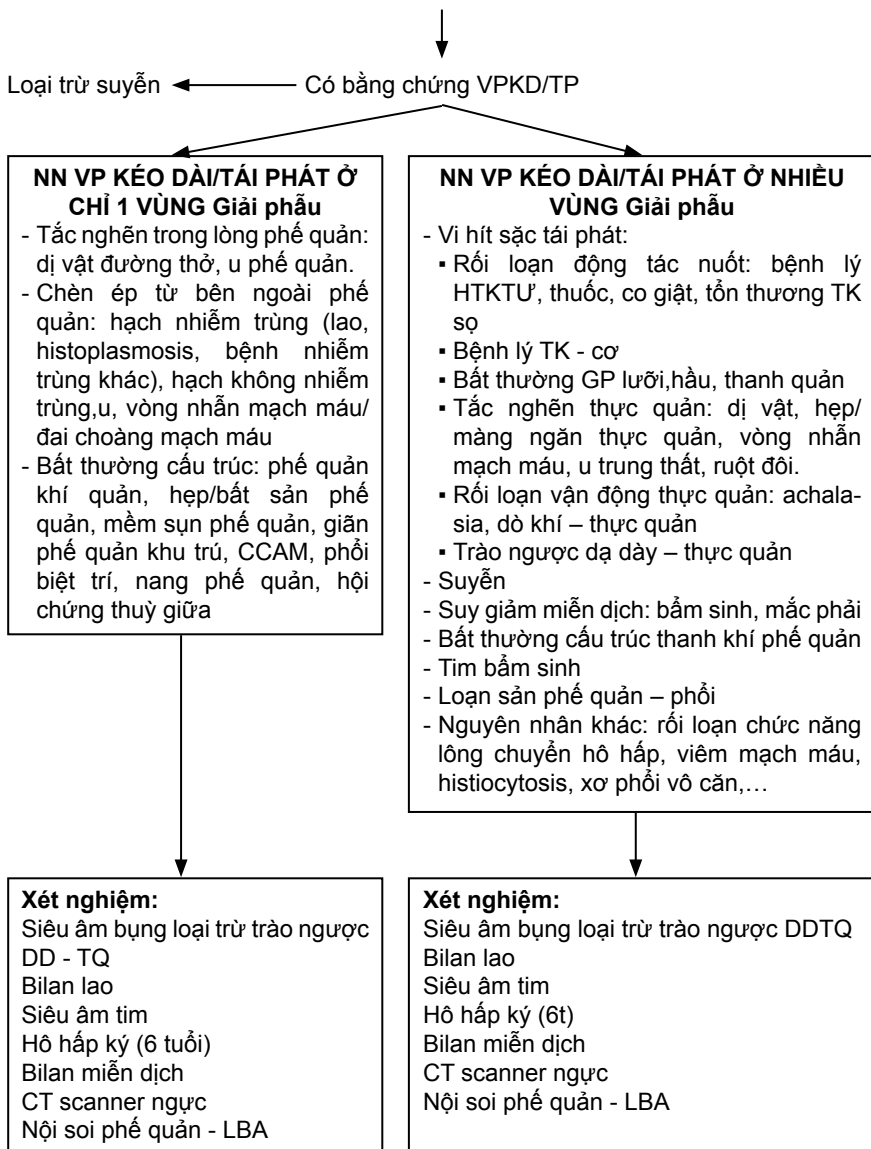 Loại trừ suyễn
Có bằng chứng VPKD/TP
NN VP KÉO DÀI/TÁI PHÁT Ở
CHỈ 1 VÙNG Giải phẫu
- Tắc nghẽn trong lòng phế quản:
dị vật đường thở, u phế quản.
- Chèn ép từ bên ngoài phế
quản: hạch nhiễm trùng (lao,
histoplasmosis, bệnh nhiễm
trùng khác), hạch không nhiễm
trùng,u, vòng nhẫn mạch máu/
đai choàng mạch máu
- Bất thường cấu trúc: phế quản
khí quản, hẹp/bất sản phế
quản, mềm sụn phế quản, giãn
phế quản khu trú, CCAM, phổi
biệt trí, nang phế quản, hội
chứng thuỳ giữa
NN VP KÉO DÀI/TÁI PHÁT Ở NHIỀU
VÙNG Giải phẫu
- Vi hít sặc tái phát:
▪ Rối loạn động tác nuốt: bệnh lý
HTKTƯ, thuốc, co giật, tổn thương TK
sọ
▪ Bệnh lý TK - cơ
▪ Bất thường GP lưỡi,hầu, thanh quản
▪ Tắc nghẽn thực quản: dị vật, hẹp/
màng ngăn thực quản, vòng nhẫn
mạch máu, u trung thất, ruột đôi.
▪ Rối loạn vận động thực quản: achala-
sia, dò khí – thực quản
▪ Trào ngược dạ dày – thực quản
- Suyễn
- Suy giảm miễn dịch: bẩm sinh, mắc phải
- Bất thường cấu trúc thanh khí phế quản
- Tim bẩm sinh
- Loạn sản phế quản – phổi
- Nguyên nhân khác: rối loạn chức năng
lông chuyển hô hấp, viêm mạch máu,
histiocytosis, xơ phổi vô căn,…
Xét nghiệm:
Siêu âm bụng loại trừ trào ngược
DD - TQ
Bilan lao
Siêu âm tim
Hô hấp ký (6 tuổi)
Bilan miễn dịch
CT scanner ngực
Nội soi phế quản - LBA
Xét nghiệm:
Siêu âm bụng loại trừ trào ngược DDTQ
Bilan lao
Siêu âm tim
Hô hấp ký (6t)
Bilan miễn dịch
CT scanner ngực
Nội soi phế quản - LBA